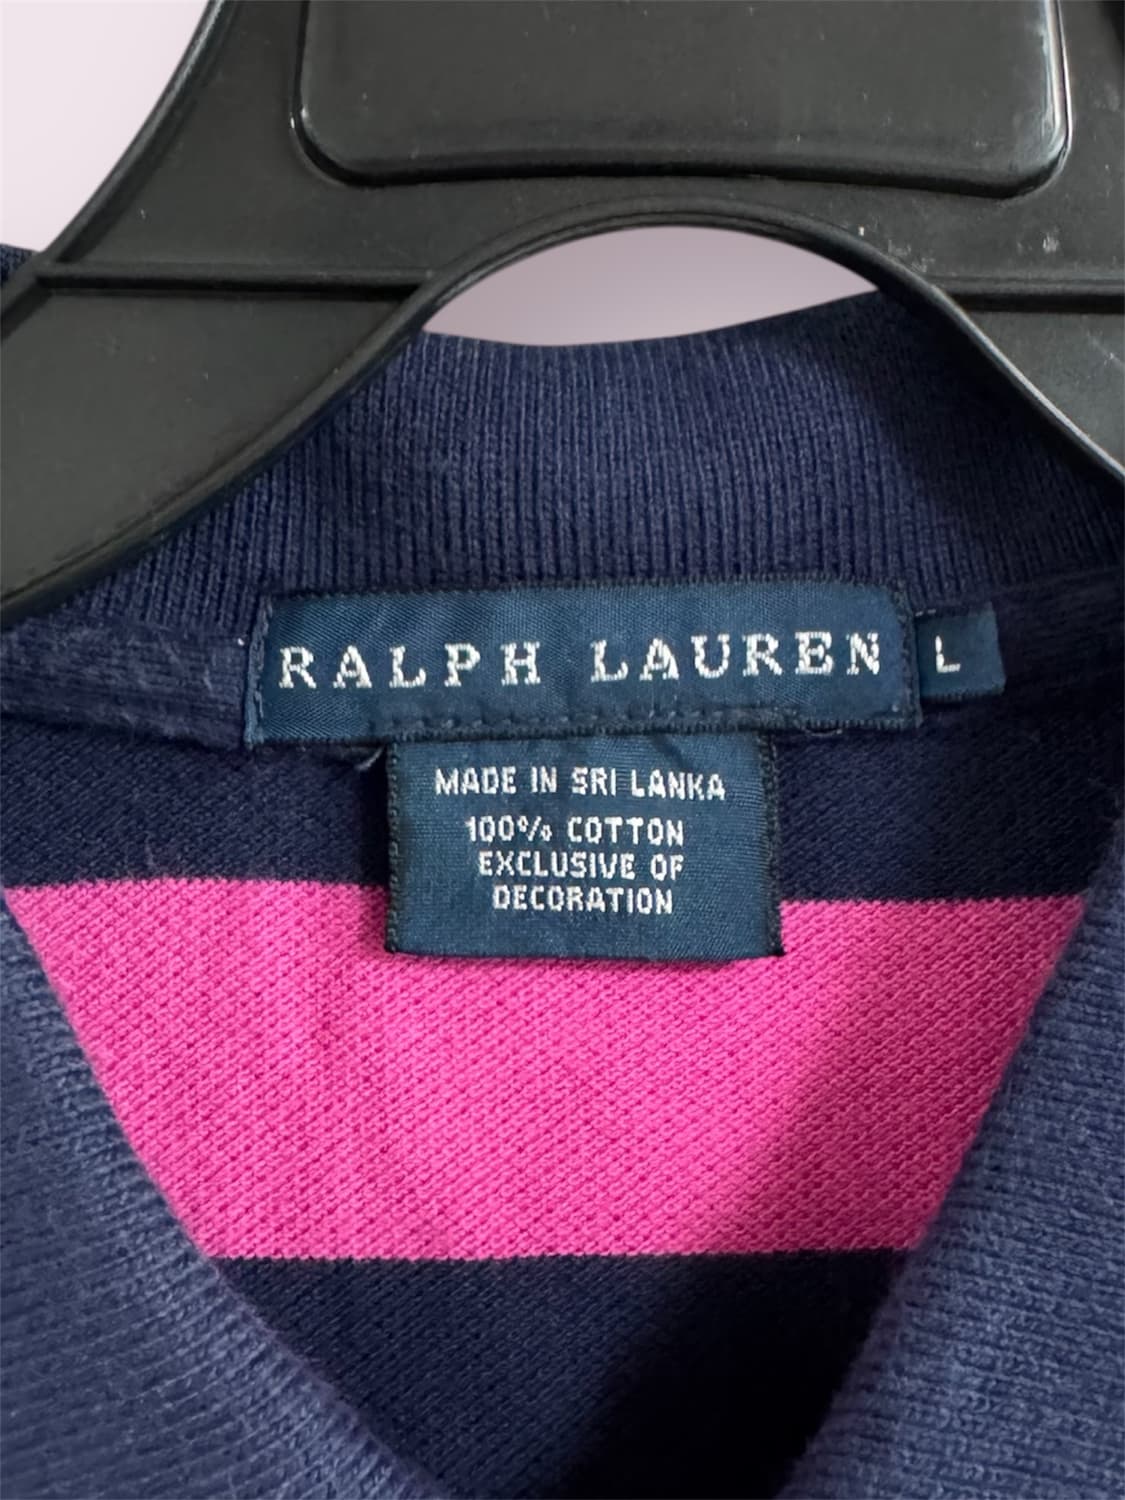 RALPH LAUREN
L
MADE IN SRI LANKA
100% COTTON
EXCLUSIVE OF
DECORATION